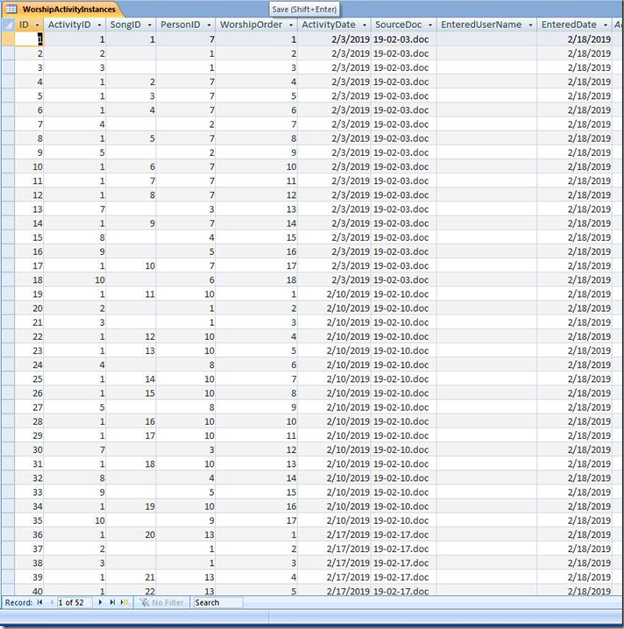 WorshipActivityInstances
Save (Shift+Enter)
ID ActivityID SongID PersonID WorshipOrder ActivityDate SourceDoc EnteredUserName EnteredDate
1 1 1 7 1 2/3/2019 19-02-03.doc 2/18/2019
2 2 1 2 2/3/2019 19-02-03.doc 2/18/2019
3 3 1 3 2/3/2019 19-02-03.doc 2/18/2019
4 1 2 7 4 2/3/2019 19-02-03.doc 2/18/2019
5 1 3 7 5 2/3/2019 19-02-03.doc 2/18/2019
6 1 4 7 6 2/3/2019 19-02-03.doc 2/18/2019
7 4 2 7 2/3/2019 19-02-03.doc 2/18/2019
8 1 5 7 8 2/3/2019 19-02-03.doc 2/18/2019
9 5 2 9 2/3/2019 19-02-03.doc 2/18/2019
10 1 6 7 10 2/3/2019 19-02-03.doc 2/18/2019
11 1 7 7 11 2/3/2019 19-02-03.doc 2/18/2019
12 1 8 7 12 2/3/2019 19-02-03.doc 2/18/2019
13 7 3 13 2/3/2019 19-02-03.doc 2/18/2019
14 1 9 7 14 2/3/2019 19-02-03.doc 2/18/2019
15 8 4 15 2/3/2019 19-02-03.doc 2/18/2019
16 9 5 16 2/3/2019 19-02-03.doc 2/18/2019
17 1 10 7 17 2/3/2019 19-02-03.doc 2/18/2019
18 10 6 18 2/3/2019 19-02-03.doc 2/18/2019
19 1 11 10 1 2/10/2019 19-02-10.doc 2/18/2019
20 2 1 2 2/10/2019 19-02-10.doc 2/18/2019
21 3 1 3 2/10/2019 19-02-10.doc 2/18/2019
22 1 12 10 4 2/10/2019 19-02-10.doc 2/18/2019
23 1 13 10 5 2/10/2019 19-02-10.doc 2/18/2019
24 4 8 6 2/10/2019 19-02-10.doc 2/18/2019
25 1 14 10 7 2/10/2019 19-02-10.doc 2/18/2019
26 1 15 10 8 2/10/2019 19-02-10.doc 2/18/2019
27 5 8 9 2/10/2019 19-02-10.doc 2/18/2019
28 1 16 10 10 2/10/2019 19-02-10.doc 2/18/2019
29 1 17 10 11 2/10/2019 19-02-10.doc 2/18/2019
30 7 3 12 2/10/2019 19-02-10.doc 2/18/2019
31 1 18 10 13 2/10/2019 19-02-10.doc 2/18/2019
32 8 4 14 2/10/2019 19-02-10.doc 2/18/2019
33 9 5 15 2/10/2019 19-02-10.doc 2/18/2019
34 1 19 10 16 2/10/2019 19-02-10.doc 2/18/2019
35 10 9 17 2/10/2019 19-02-10.doc 2/18/2019
36 1 20 13 1 2/17/2019 19-02-17.doc 2/18/2019
37 2 1 2 2/17/2019 19-02-17.doc 2/18/2019
38 3 1 3 2/17/2019 19-02-17.doc 2/18/2019
39 1 21 13 4 2/17/2019 19-02-17.doc 2/18/2019
40 1 22 13 5 2/17/2019 19-02-17.doc 2/18/2019
Record: 1 of 52 No Filter Search